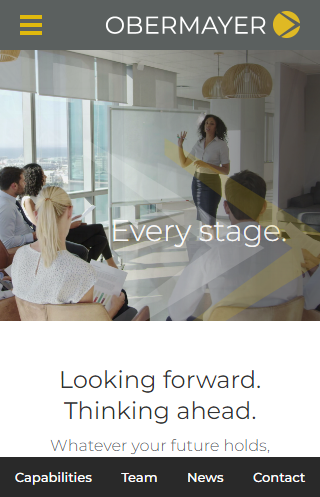 OBERMAYER
Every stage.
Looking forward.
Thinking ahead.
Whatever your future holds,
Capabilities Team News Contact